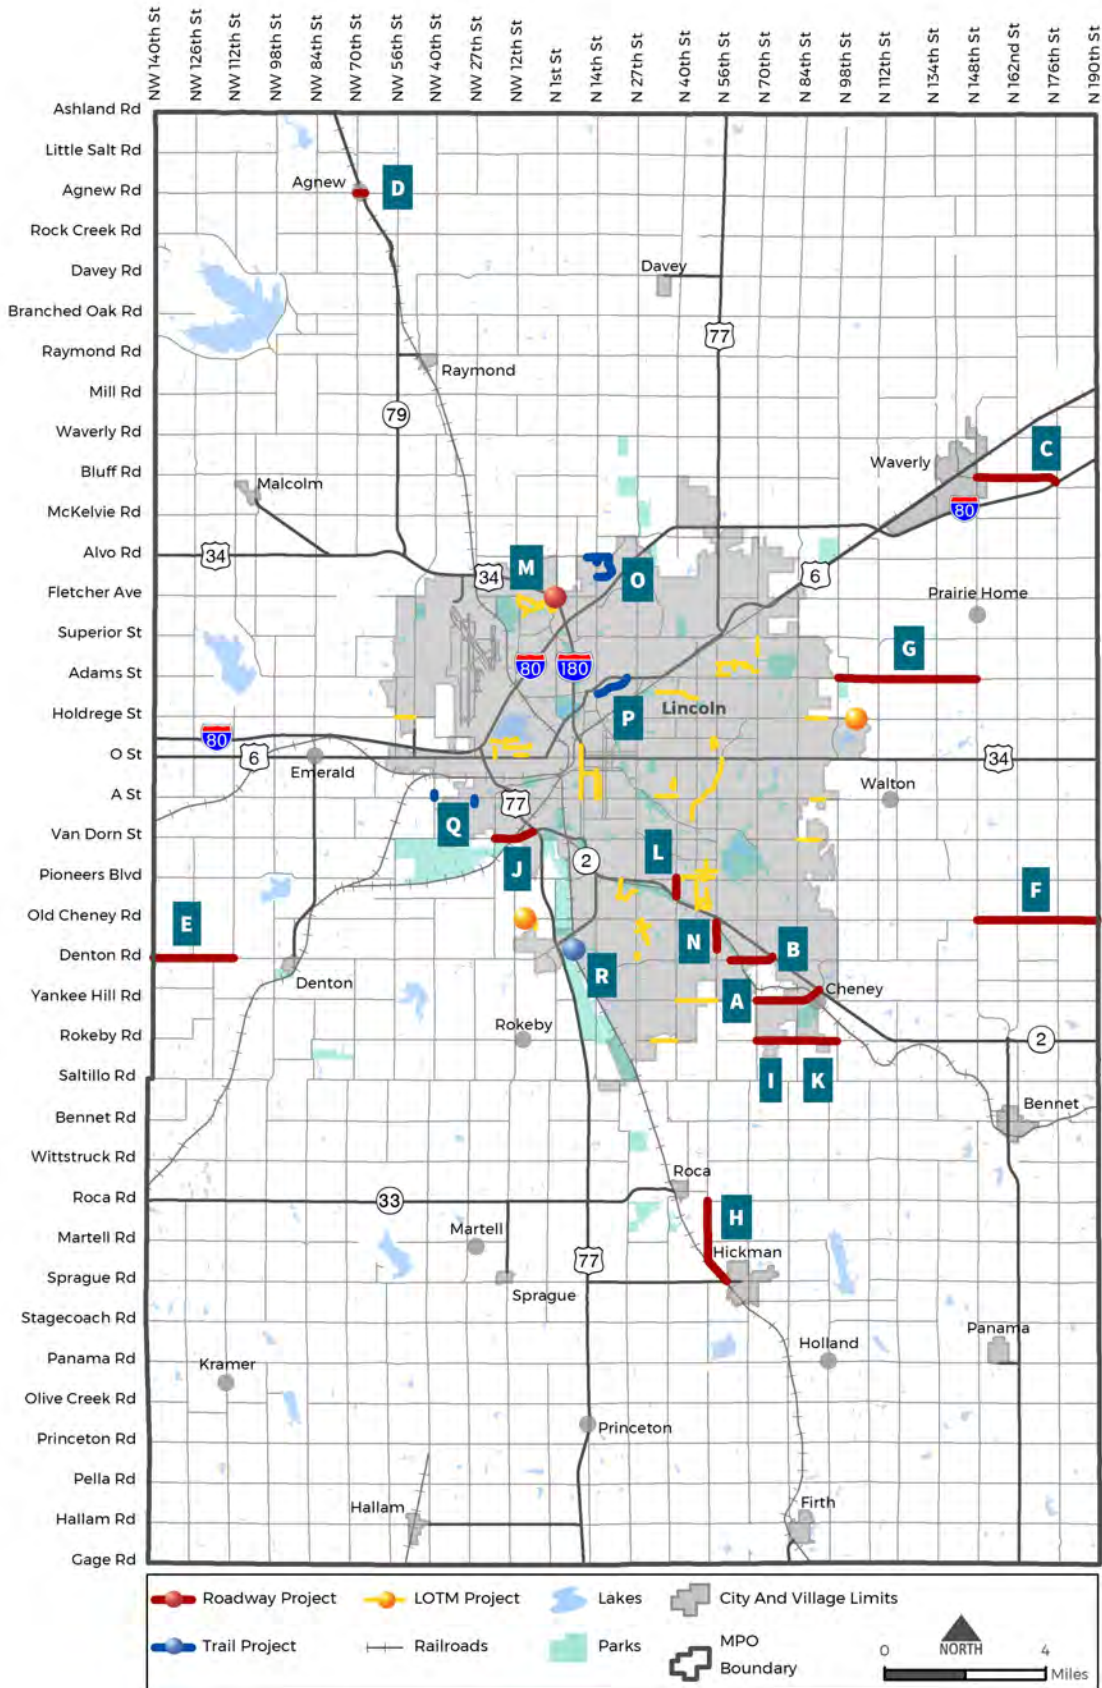 NW 140th St
NW 126th St
NW 112th St
NW 98th St
NW 84th St
NW 70th St
NW 56th St
NW 40th St
NW 27th St
NW 12th St
N 1st St
N 14th St
N 27th St
N 40th St
N 56th St
N 70th St
N 84th St
N 98th St
N 112th St
N 134th St
N 148th St
N 162nd St
N 176th St
N 190th St
Ashland Rd
Little Salt Rd
Agnew Rd
Rock Creek Rd
Davey Rd
Branched Oak Rd
Raymond Rd
Mill Rd
Waverly Rd
Bluff Rd
McKelvie Rd
Alvo Rd
Fletcher Ave
Superior St
Adams St
Holdrege St
O St
A St
Van Dorn St
Pioneers Blvd
Old Cheney Rd
Denton Rd
Yankee Hill Rd
Rokeby Rd
Saltillo Rd
Bennet Rd
Wittstruck Rd
Roca Rd
Martell Rd
Sprague Rd
Stagecoach Rd
Panama Rd
Olive Creek Rd
Princeton Rd
Pella Rd
Hallam Rd
Gage Rd
Agnew
D
Davey
77
Raymond
79
Waverly
C
80
Malcolm
34
34
M
O
6
Prairie Home
G
80
180
P
Lincoln
80
6
Emerald
34
Walton
77
Q
J
2
L
F
E
N
B
R
A
Cheney
Denton
Rokeby
2
I
K
Bennet
Roca
33
H
Martell
Hickman
77
Sprague
Panama
Holland
Kramer
Princeton
Hallam
Firth
Roadway Project
LOTM Project
Lakes
City And Village Limits
Trail Project
Railroads
Parks
MPO
Boundary
NORTH
0
4
Miles